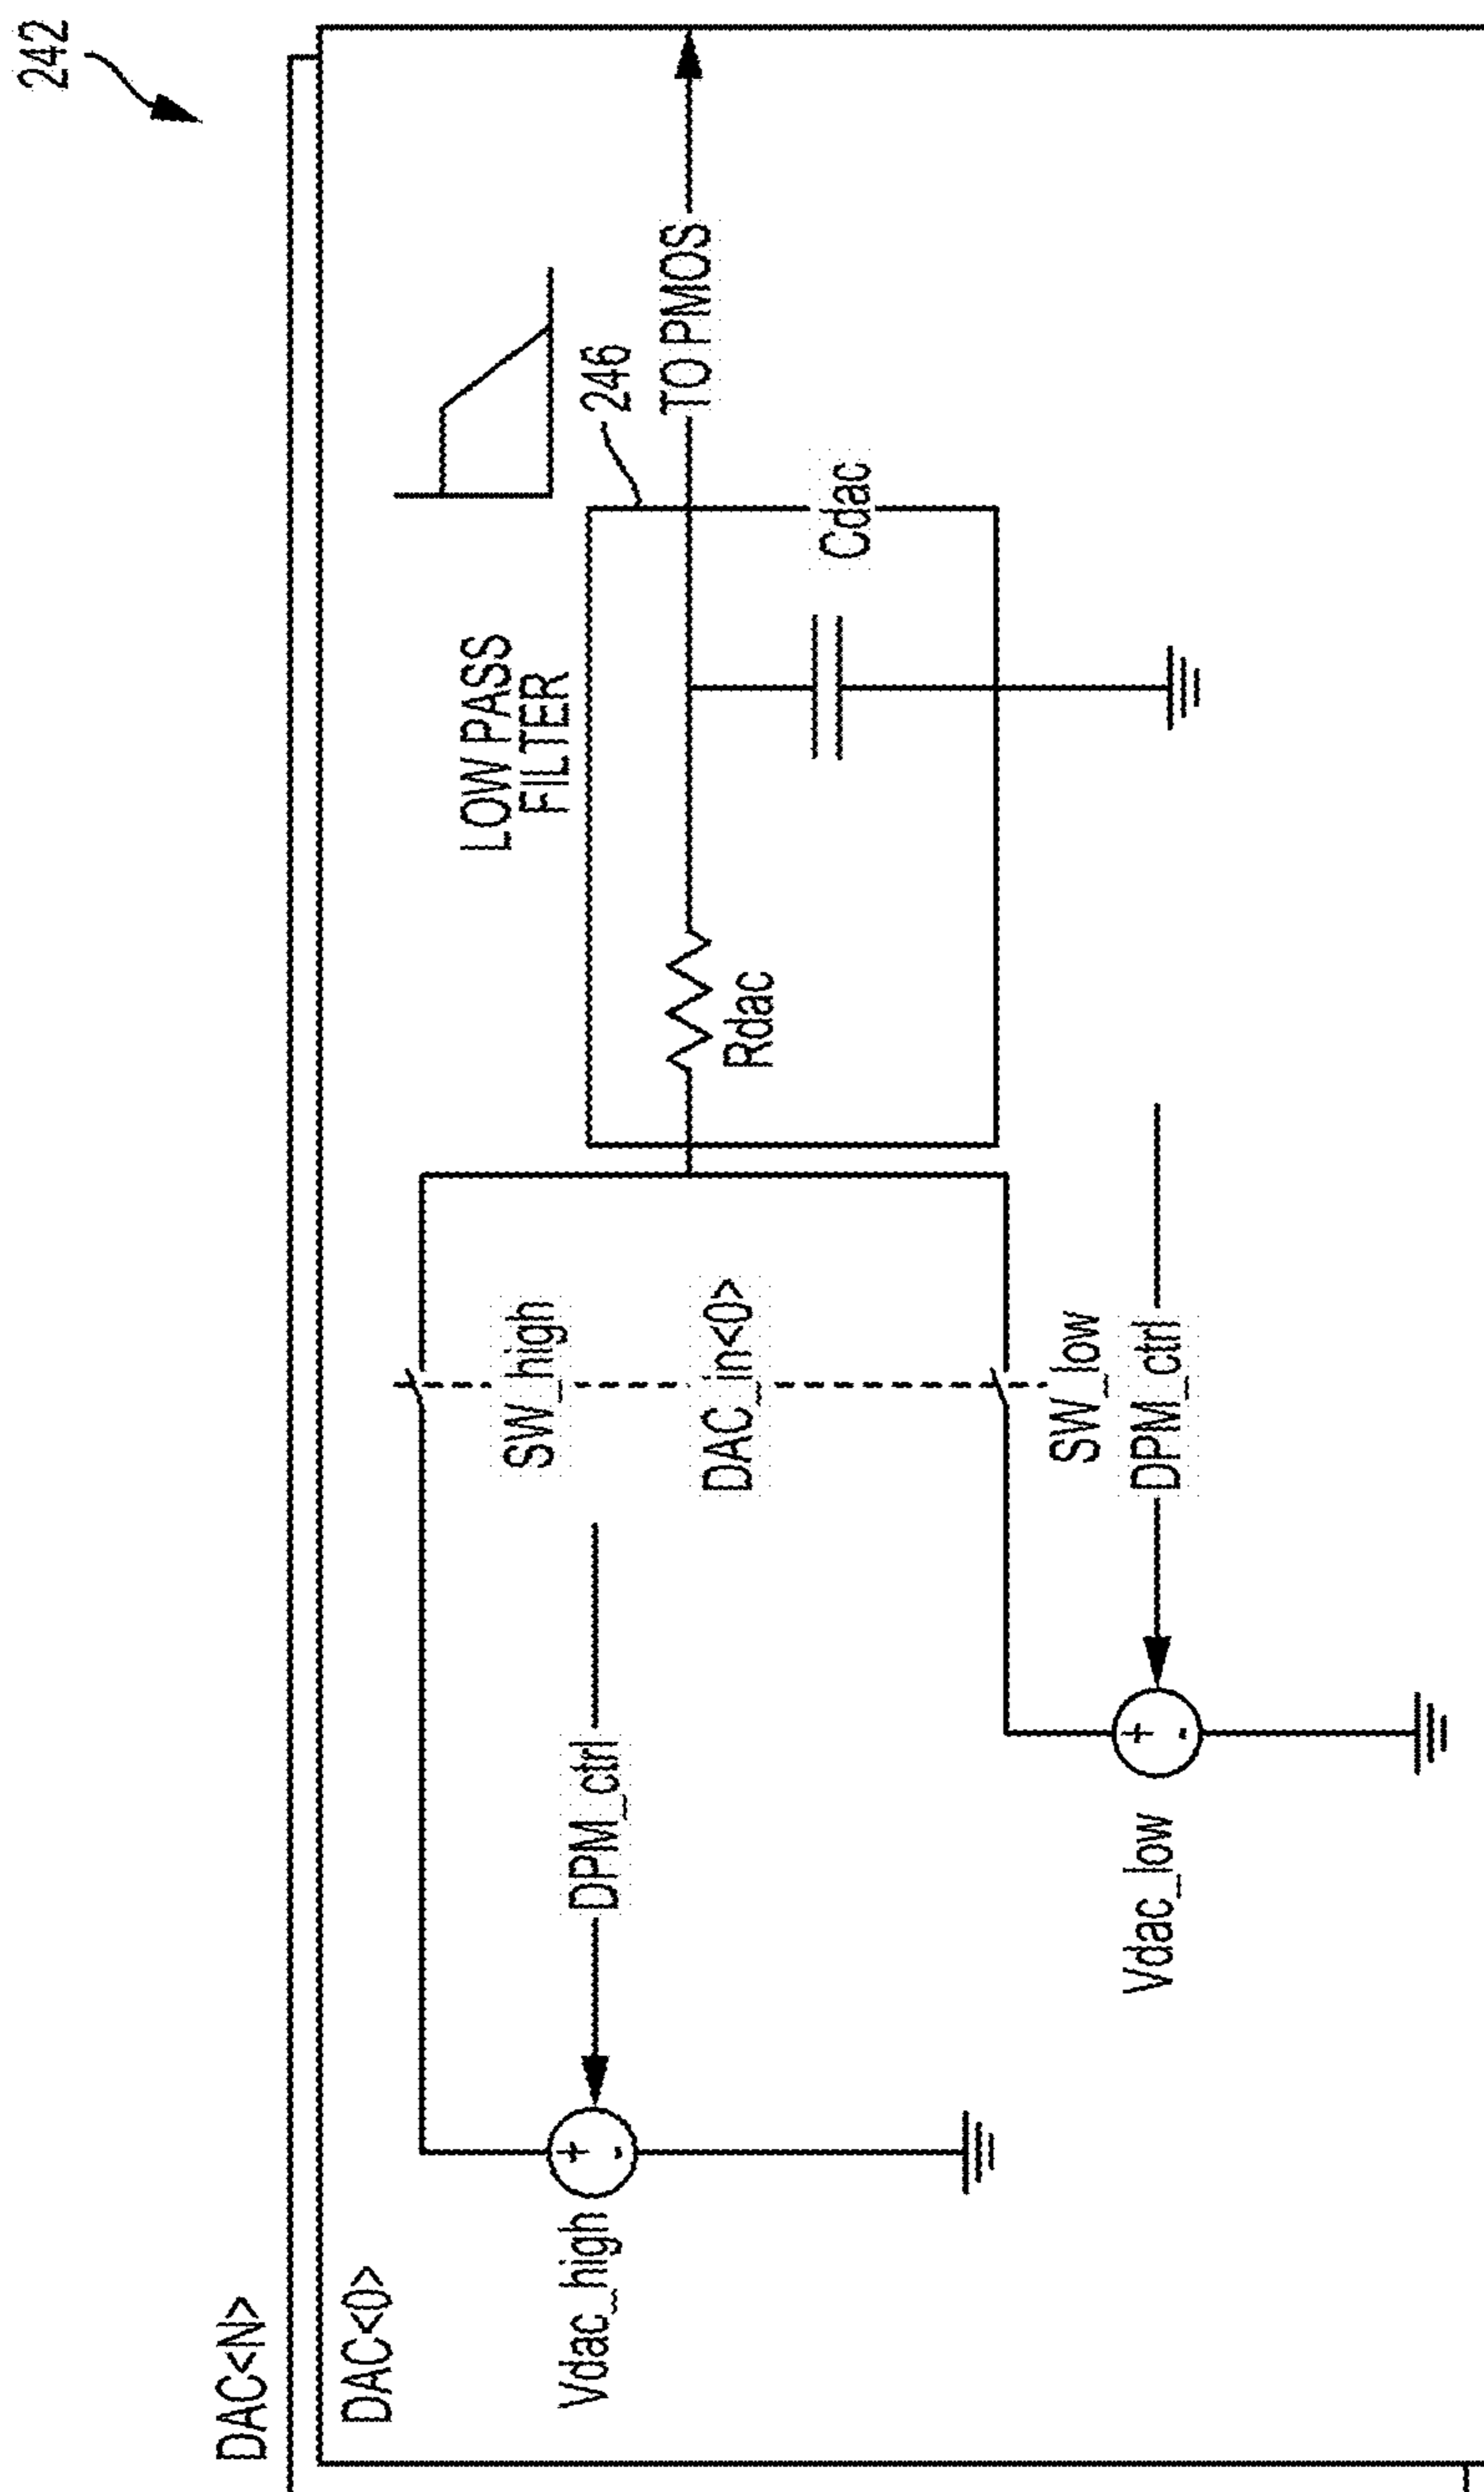 242
DAC<N>
DAC<0>
LOW PASS
FILTER
246
SW_high
DPM_ctrl
Vdac_high
+
-
TO PMOS
Rdac
DAC_in<0>
Cdac
SW_low
DPM_ctrl
Vdac_low
+
-